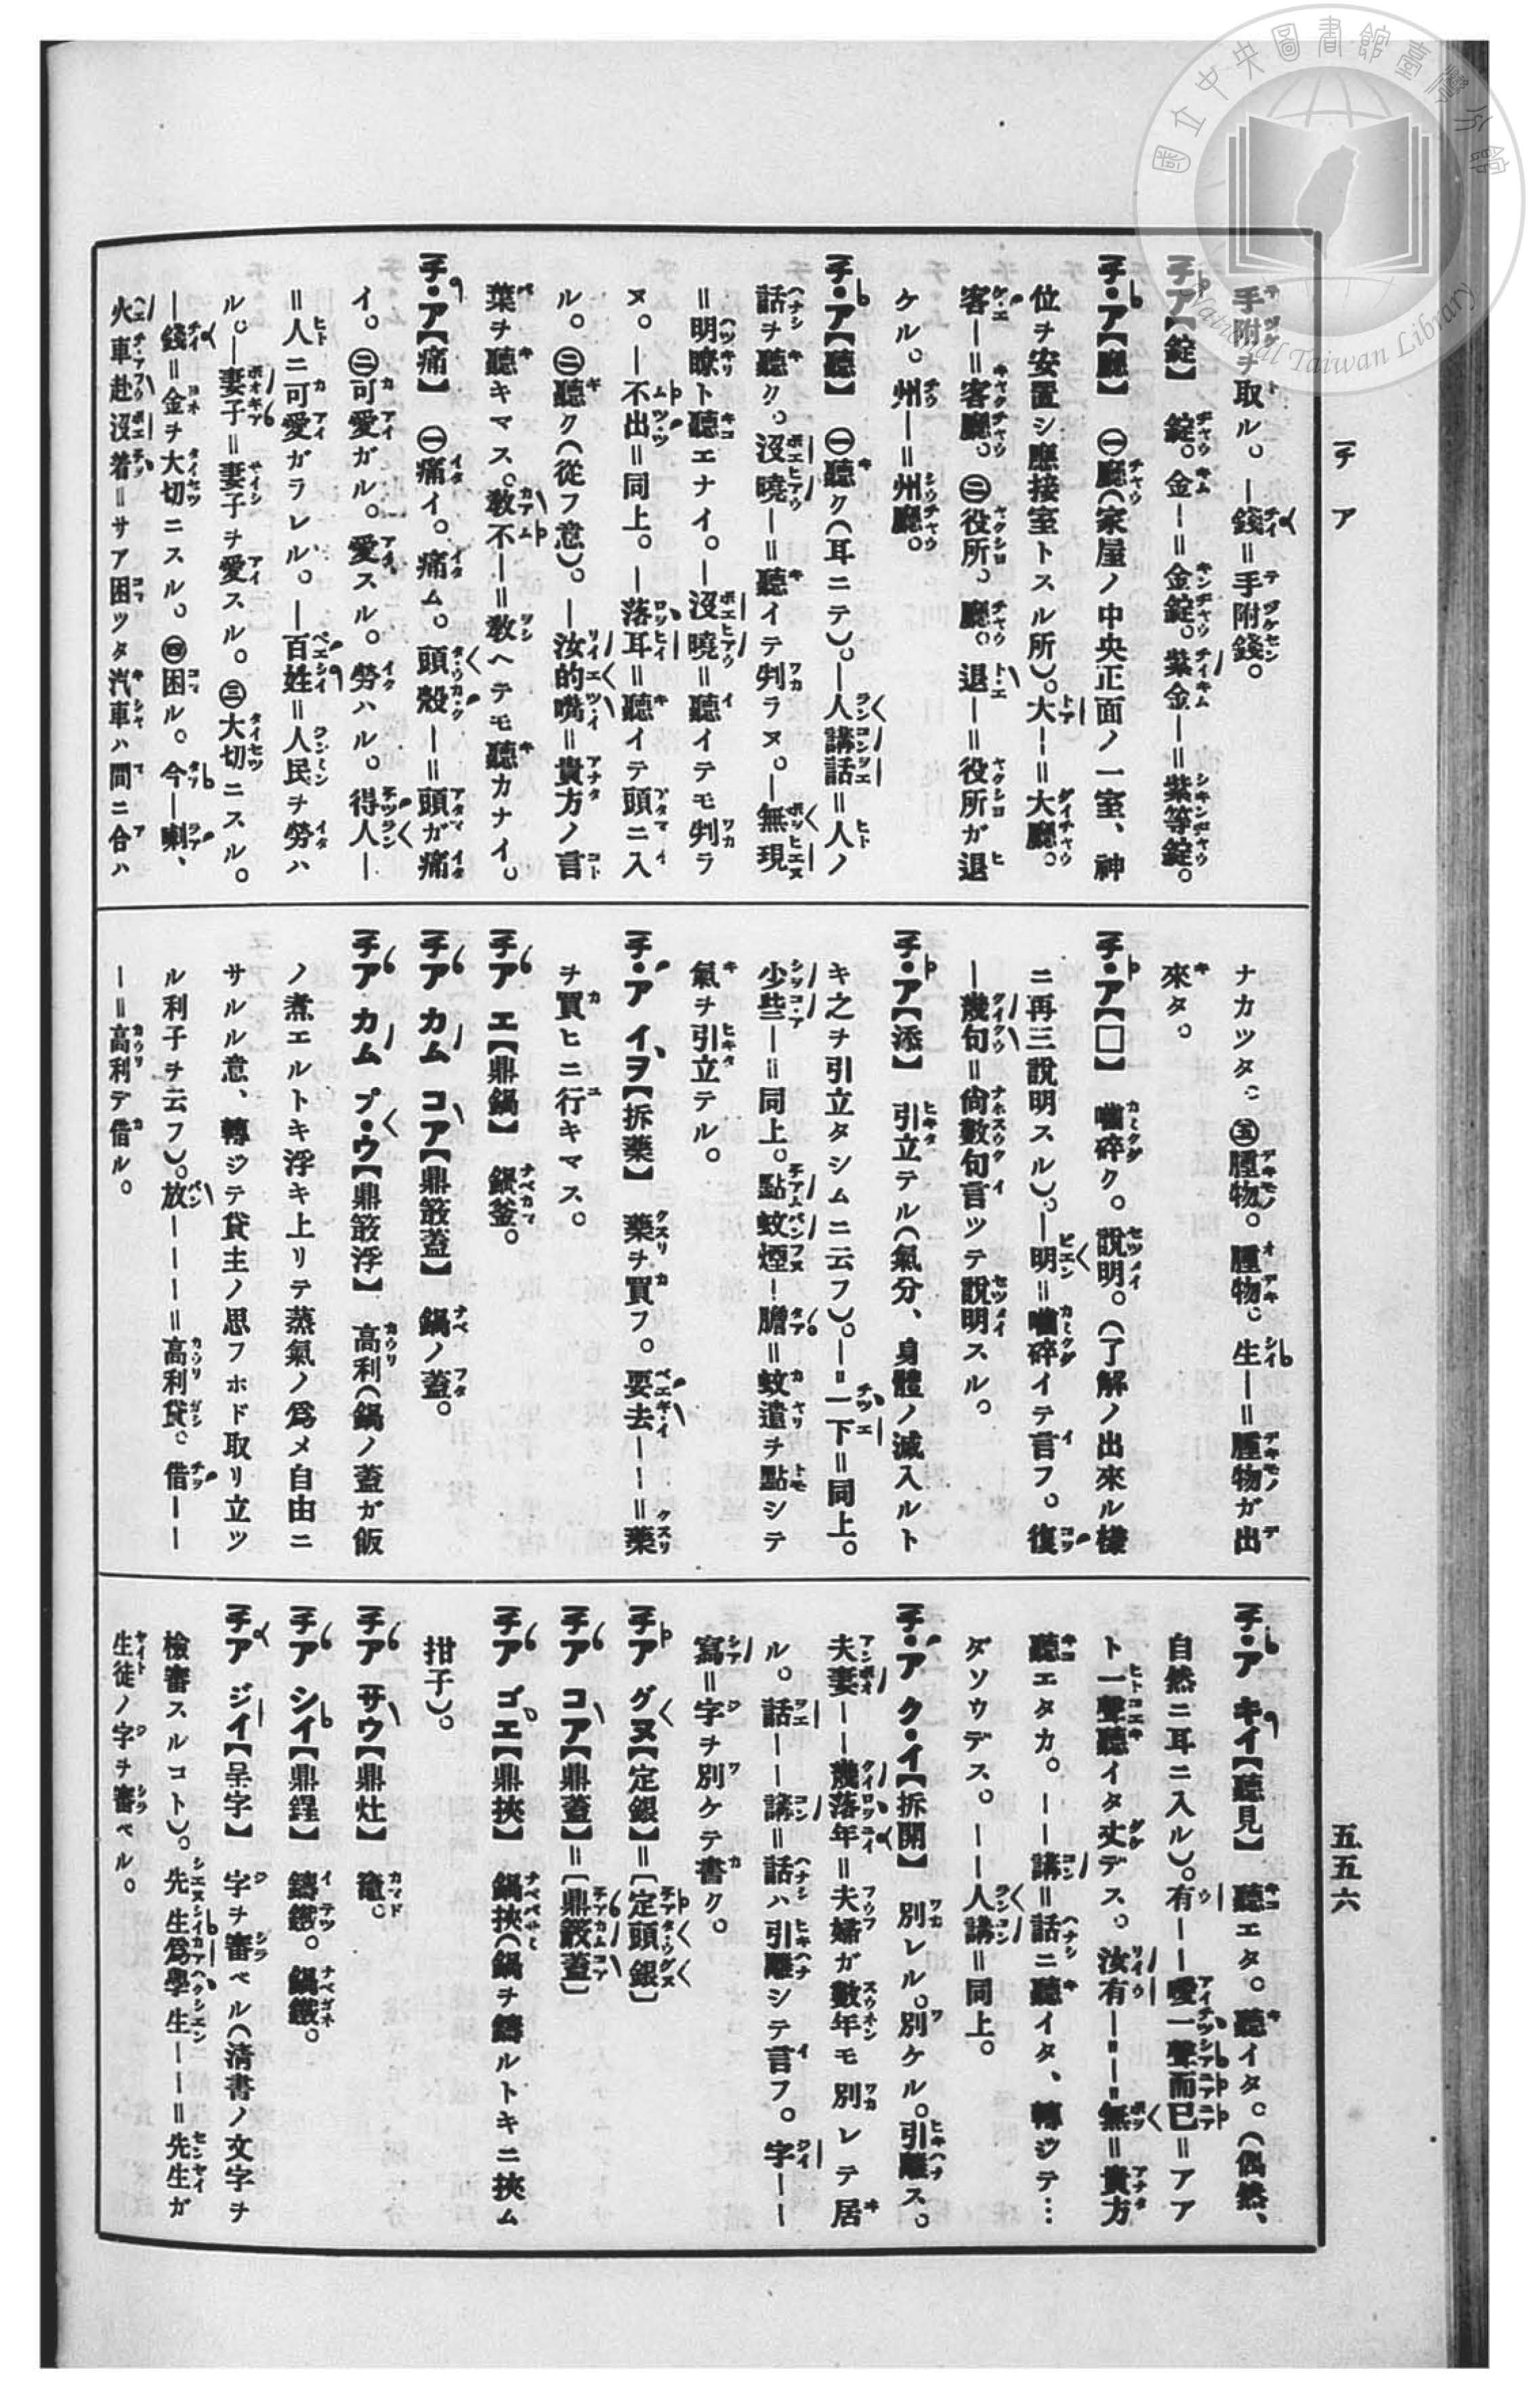 チア
五五六
手附ヲ取ル。―錢＝手附錢。
チア【錠】 錠。金―＝金錠。紫金―＝紫等錠。
チ・ア【廳】 ㊀廳（家屋ノ中央正面ノ一室、神
位ヲ安置シ應接室トスル所）。大―＝大廳。
客―＝客廳。㊁役所。廳。退―＝役所ガ退
ケル。州―＝州廳。
チ・ア【聽】 ㊀聽ク（耳ニテ）。―人講話＝人ノ
話ヲ聽ク。沒曉―＝聽イテ判ラヌ。―無現
＝明瞭ト聽エナイ。―沒曉＝聽イテモ判ラ
ヌ。―不出＝同上。―落耳＝聽イテ頭ニ入
ル。㊁聽ク（從フ意）。―汝的嘴＝貴方ノ言
葉ヲ聽キマス。敎不―＝敎ヘテモ聽カナイ。
チ・ア【痛】 ㊀痛イ。痛ム。頭殼―＝頭ガ痛
イ。㊁可愛ガル。愛スル。勞ハル。得人―
＝人ニ可愛ガラレル。―百姓＝人民ヲ勞ハ
ル。―妻子＝妻子ヲ愛スル。㊂大切ニスル。
―錢＝金ヲ大切ニスル。㊃困ル。今―喇、
火車赴沒着＝サア困ツタ汽車ハ間ニ合ハ
ナカツタ。㊄腫物。腫物。生―＝腫物ガ出
來タ。
チ・ア【□】 嚙碎ク。說明。（了解ノ出來ル樣
ニ再三說明スル）。―明＝嚙碎イテ言フ。復
―幾句＝尙數句言ツテ說明スル。
チ・ア【添】 引立テル（氣分、身體ノ滅入ルト
キ之ヲ引立タシムニ云フ）。―＝一下＝同上。
少些―＝同上。點蚊煙―膽＝蚊遣ヲ點シテ
氣ヲ引立テル。
チ・ア イヲ【拆藥】 藥ヲ買フ。要去――＝藥
ヲ買ヒニ行キマス。
チア エ【鼎鍋】 鍋釜。
チア カム コア【鼎䈄蓋】 鍋ノ蓋。
チア カム プ・ウ【鼎䈄浮】 高利（鍋ノ蓋ガ飯
ノ煮エルトキ浮キ上リテ蒸氣ノ爲メ自由ニ
サルル意、轉ジテ貸主ノ思フホド取リ立ツ
ル利子ヲ云フ）。放―――＝高利貸。借――
―＝高利デ借ル。
チ・ア キイ【聽見】 聽エタ。聽イタ。（偶然、
自然ニ耳ニ入ル）。有――噯一聲而已＝アア
ト一聲聽イタ丈デス。汝有―＝―＝無＝貴方
聽エタカ。――講＝話ニ聽イタ、轉ジテ…
ダソウデス。――人講＝同上。
チ・ア ク・イ【拆開】 別レル。別ケル。引離ス。
夫妻――幾落年＝夫婦ガ數年モ別レテ居
ル。話――講＝話ハ引離シテ言フ。字――
寫＝字ヲ別ケテ書ク。
チア グヌ【定銀】＝〔定頭銀〕
チア コア【鼎蓋】＝〔鼎䈄蓋〕
チア ゴエ【鼎挾】 鍋挾（鍋ヲ鑄ルトキニ挾ム
拑子）。
チア サウ【鼎灶】 竈。
チア シイ【鼎鉎】 鑄鐵。鍋鐵。
チア ジイ【呈字】 字ヲ審ベル（淸書ノ文字ヲ
檢審スルコト）。先生爲學生――＝先生ガ
生徒ノ字ヲ審ベル。
國立中央圖書館臺灣分館
National Taiwan Library